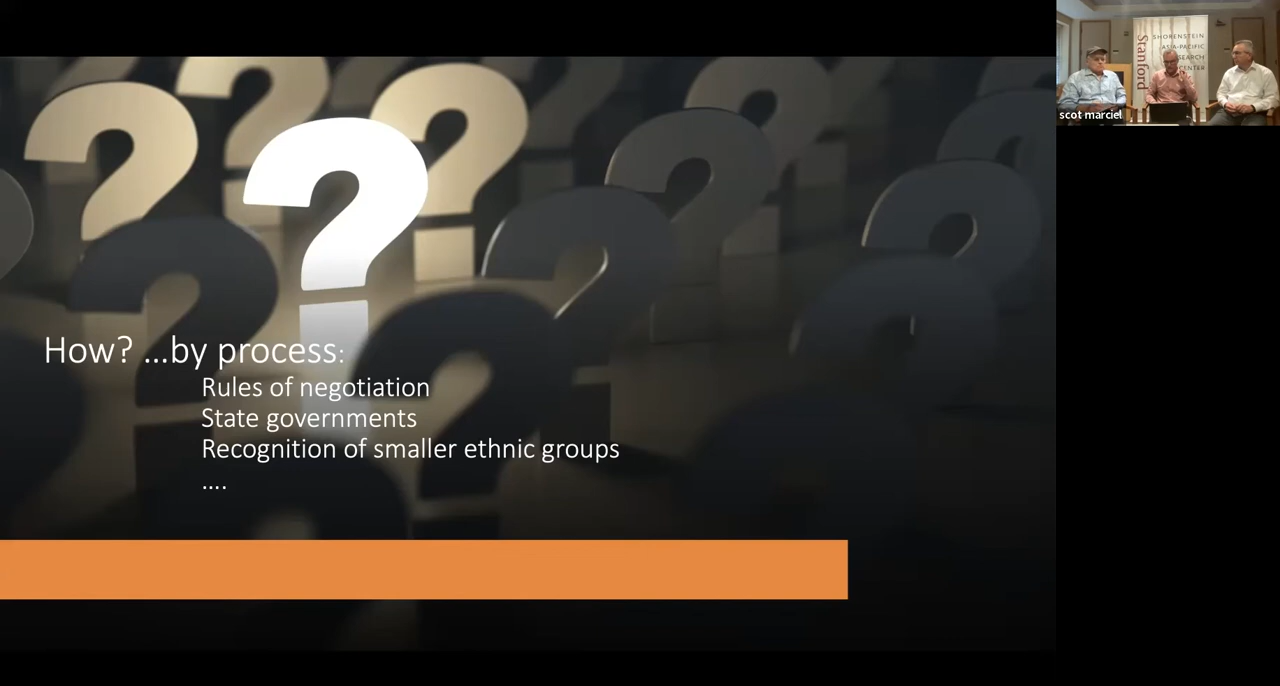 How? ...by process:
Rules of negotiation
State governments
Recognition of smaller ethnic groups
....
Stanford
SHORENSTEIN
ASIA-PACIFIC
RESEARCH
CENTER
scot marciel